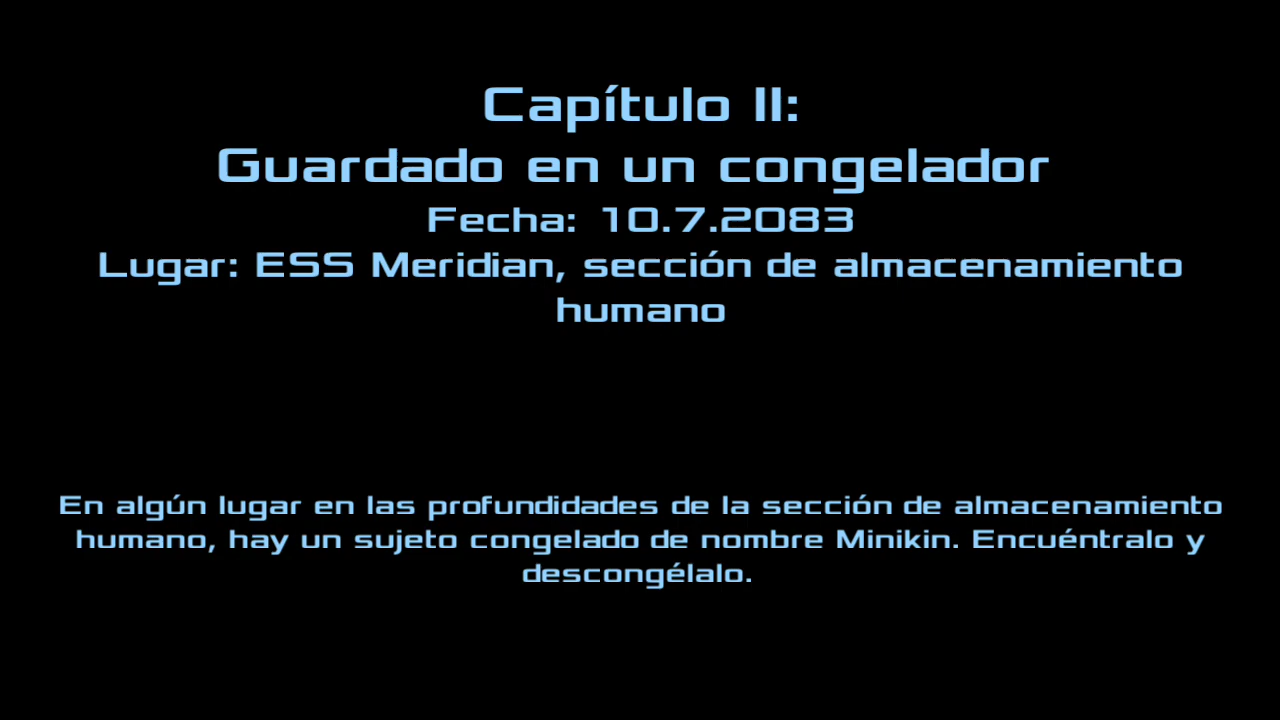 Capítulo II:
Guardado en un congelador
Fecha: 10.7.2083
Lugar: ESS Meridian, sección de almacenamiento
humano
En algún lugar en las profundidades de la sección de almacenamiento
humano, hay un sujeto congelado de nombre Minikin. Encuéntralo y
descongélalo.